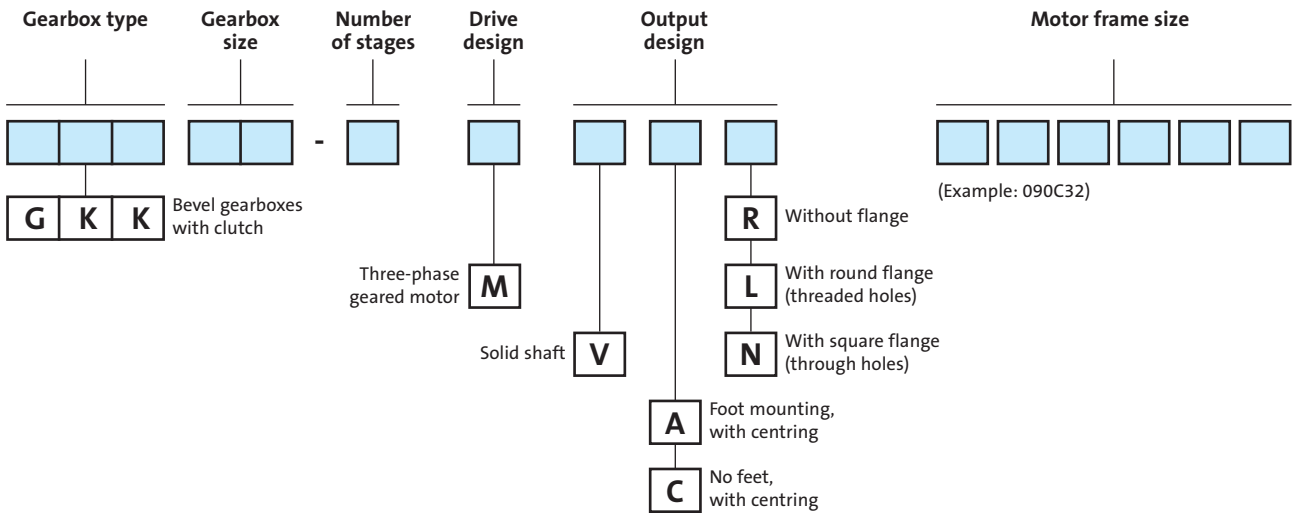 Gearbox type
Gearbox
size
Number
of stages
Drive
design
Output
design
Motor frame size
-
G K K
Bevel gearboxes
with clutch
(Example: 090C32)
R
Without flange
Three-phase
geared motor
M
L
With round flange
(threaded holes)
Solid shaft
V
N
With square flange
(through holes)
A
Foot mounting,
with centring
C
No feet,
with centring